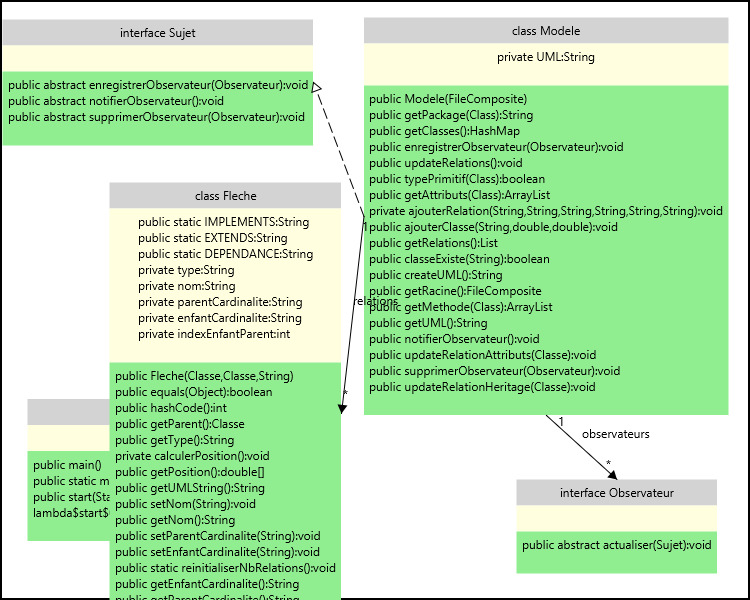 interface Sujet
public abstract enregistrerObservateur(Observateur):void
public abstract notifierObservateur():void
public abstract supprimerObservateur(Observateur):void
class Modele
private UML:String
public Modele(FileComposite)
public getPackage(Class):String
public getClasses():HashMap
public enregistrerObservateur(Observateur):void
public updateRelations():void
public typePrimitif(Class):boolean
public getAttributs(Class):ArrayList
private ajouterRelation(String,String,String,String,String,String):void
public ajouterClasse(String,double,double):void
public getRelations():List
public classeExiste(String):boolean
public createUML():String
public getRacine():FileComposite
public getMethode(Class):ArrayList
public getUML():String
public notifierObservateur():void
public updateRelationAttributs(Classe):void
public supprimerObservateur(Observateur):void
public updateRelationHeritage(Classe):void
1
relations
*
class Fleche
public static IMPLEMENTS:String
public static EXTENDS:String
public static DEPENDANCE:String
private type:String
private nom:String
private parentCardinalite:String
private enfantCardinalite:String
private indexEnfantParent:int
public Fleche(Classe,Classe,String)
public equals(Object):boolean
public hashCode():int
public getParent():Classe
public getType():String
private calculerPosition():void
public getPosition():double[]
public getUMLString():String
public setNom(String):void
public getNom():String
public setParentCardinalite(String):void
public setEnfantCardinalite(String):void
public static reinitialiserNbRelations():void
public getEnfantCardinalite():String
public getParentCardinalite():String
public main()
public static m
public start(Sta
lambda$start$
1
observateurs
*
interface Observateur
public abstract actualiser(Sujet):void